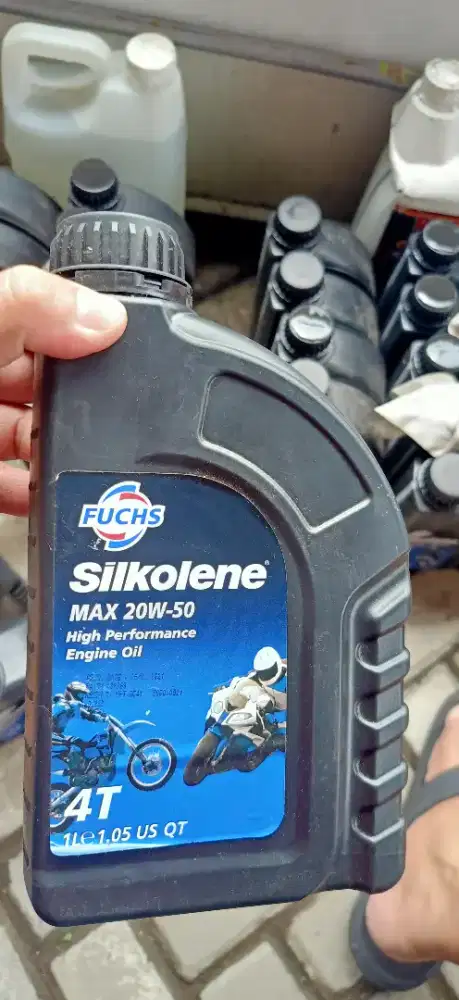 FUCHS
Silkolene®
MAX 20W-50
High Performance
Engine Oil
4T
1L e 1.05 US QT